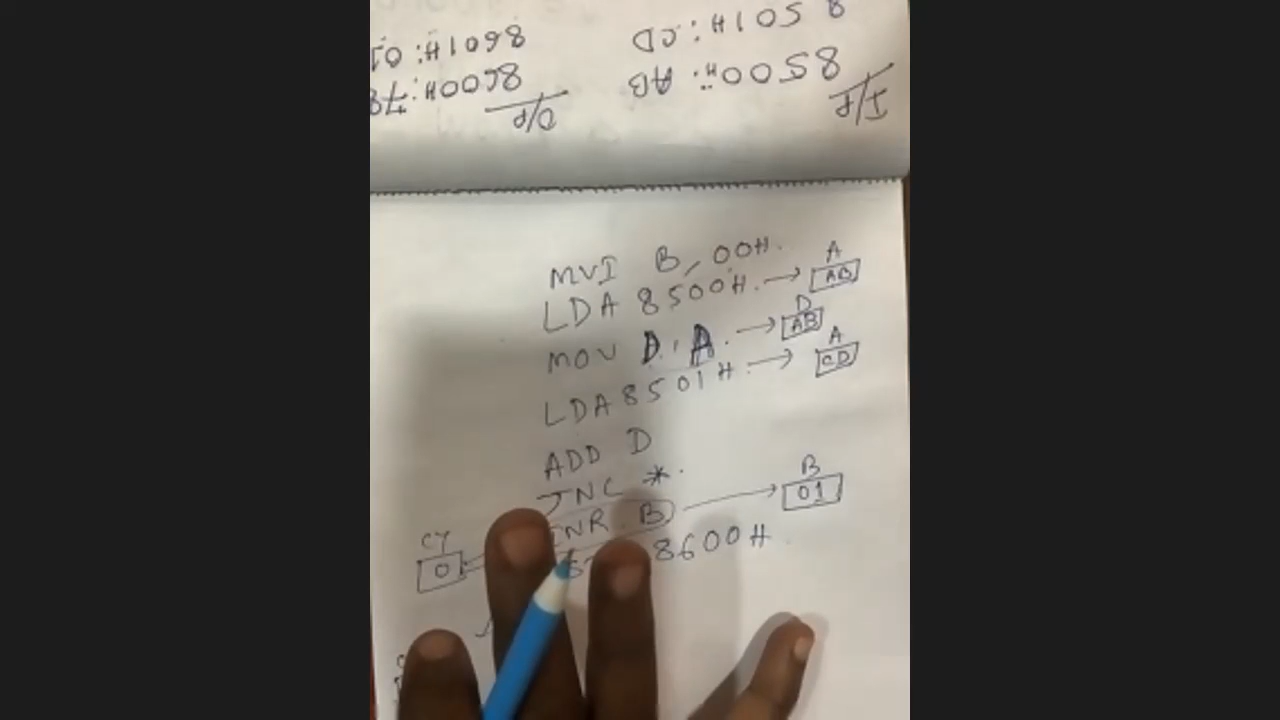 I/P
8500H: AB
8501H: CD
O/P
8600H: 78
8601H: 01
MVI B, 00H.
LDA 8500H. → A AB
MOV D, A. → D AB
LDA 8501H. → A CD
ADD D
JNC *.
INR B → B 01
8600H
CY
0